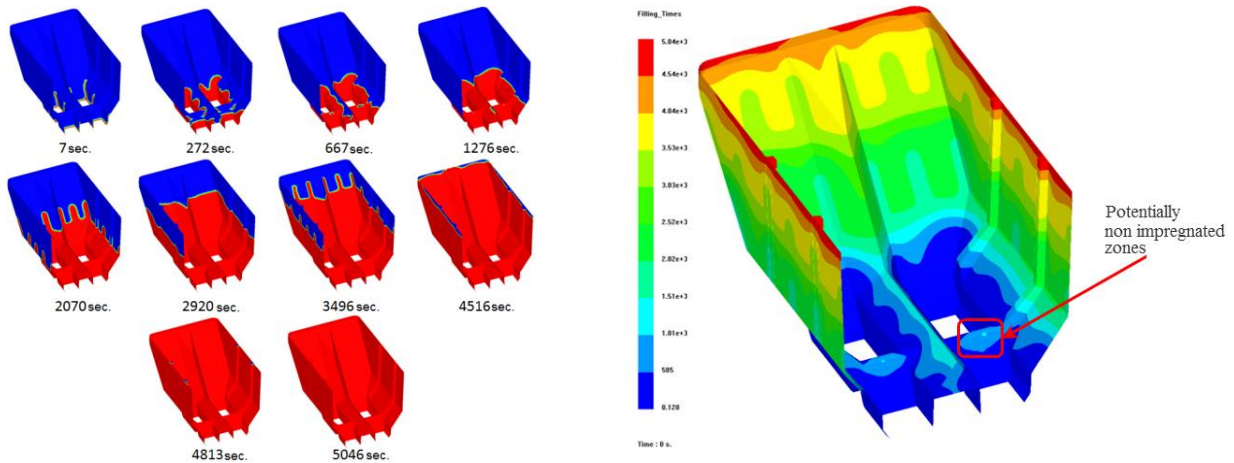 7 sec.
272 sec.
667 sec.
1276 sec.
2070 sec.
2920 sec.
3496 sec.
4516 sec.
4813 sec.
5046 sec.
Filling_Times
5.04e+3
4.54e+3
4.04e+3
3.53e+3
3.03e+3
2.52e+3
2.02e+3
1.51e+3
1.01e+3
505
0.120
Time : 0 s.
Potentially
non impregnated
zones